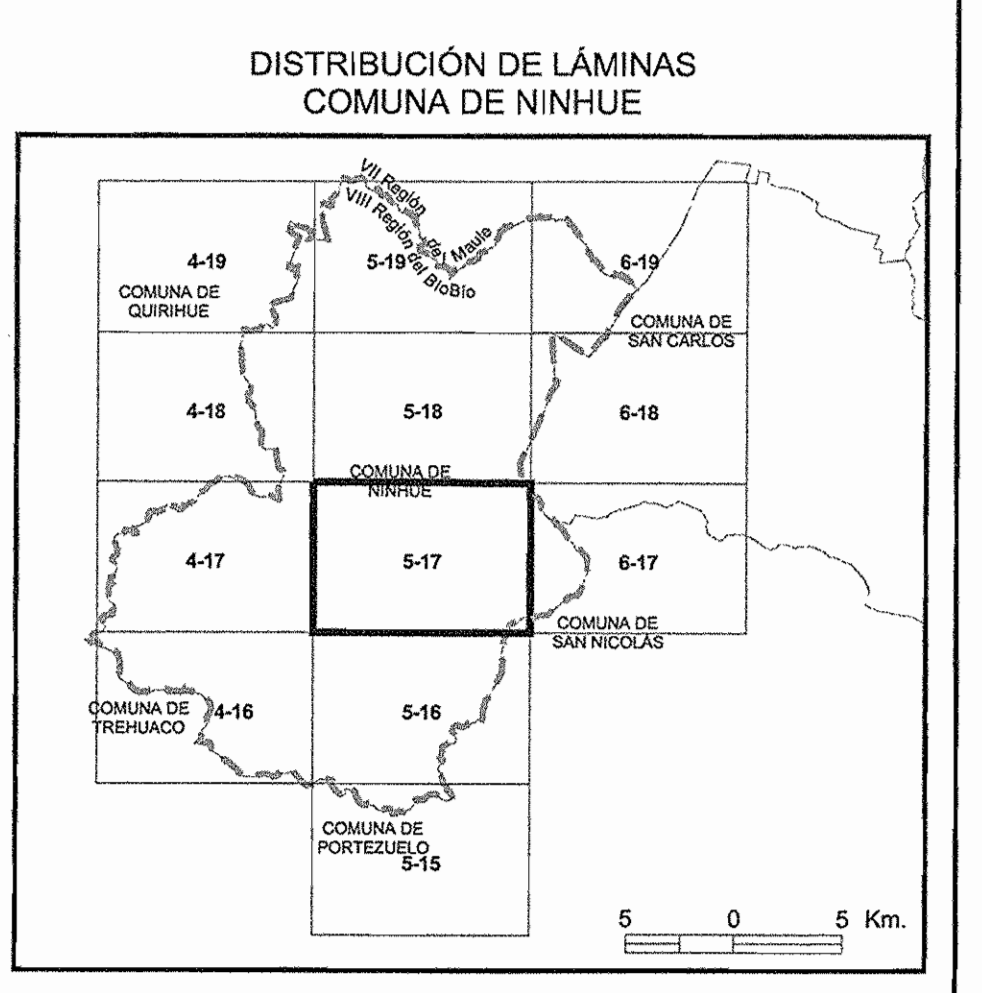 DISTRIBUCIÓN DE LÁMINAS
COMUNA DE NINHUE
VII Región del Maule
VIII Región del BíoBío
4-19
5-19
6-19
COMUNA DE
QUIRIHUE
COMUNA DE
SAN CARLOS
4-18
5-18
6-18
COMUNA DE
NINHUE
4-17
5-17
6-17
COMUNA DE
SAN NICOLÁS
COMUNA DE
TREHUACO
4-16
5-16
COMUNA DE
PORTEZUELO
5-15
5 0 5 Km.